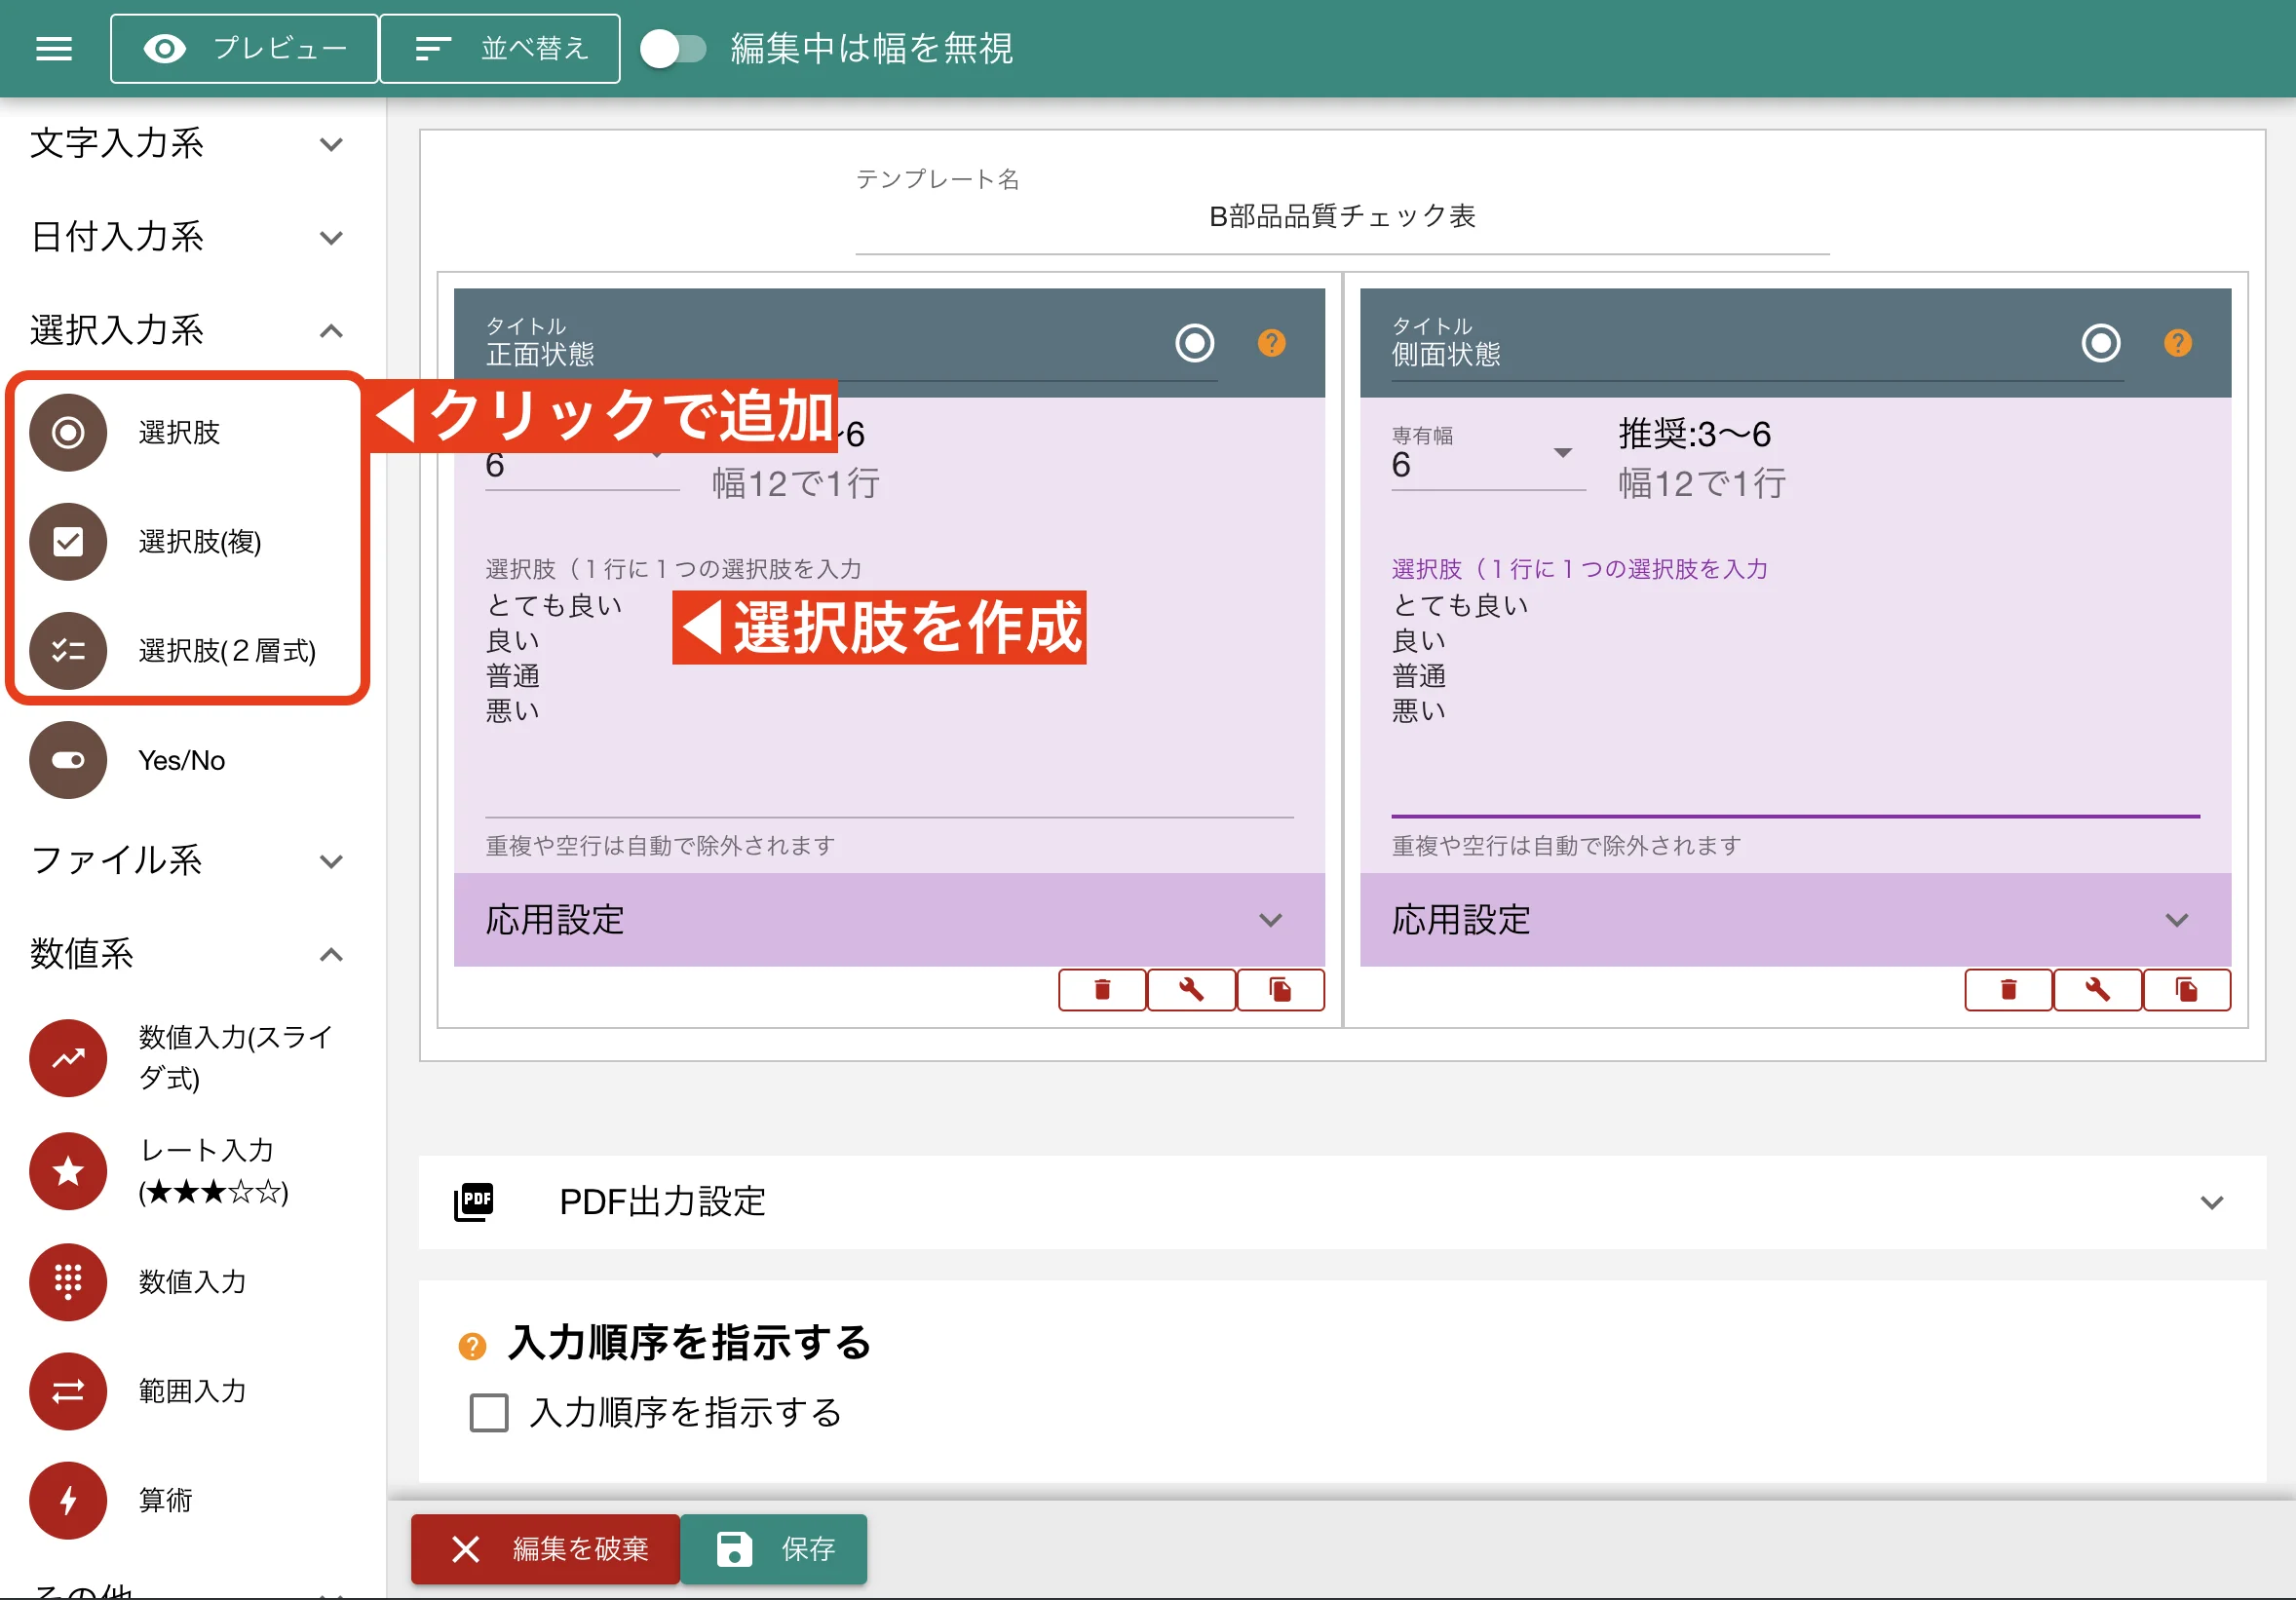 プレビュー
並べ替え
編集中は幅を無視
文字入力系
日付入力系
選択入力系
選択肢
選択肢(複)
選択肢(２層式)
Yes/No
ファイル系
数値系
数値入力(スライ
ダ式)
レート入力
(★★★☆☆)
数値入力
範囲入力
算術
その他
テンプレート名
B部品品質チェック表
タイトル
正面状態
◀クリックで追加
〜6
6
幅12で1行
選択肢（１行に１つの選択肢を入力
とても良い
良い
普通
悪い
◀選択肢を作成
重複や空行は自動で除外されます
応用設定
タイトル
側面状態
専有幅
6
推奨:3〜6
幅12で1行
選択肢（１行に１つの選択肢を入力
とても良い
良い
普通
悪い
重複や空行は自動で除外されます
応用設定
PDF
PDF出力設定
入力順序を指示する
入力順序を指示する
編集を破棄
保存